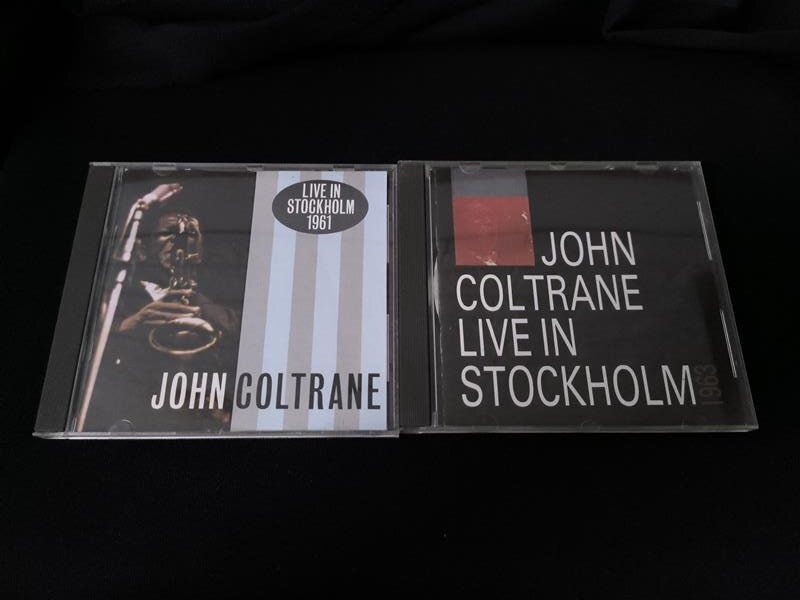 LIVE IN
STOCKHOLM
1961
JOHN COLTRANE
JOHN
COLTRANE
LIVE IN
STOCKHOLM
1963